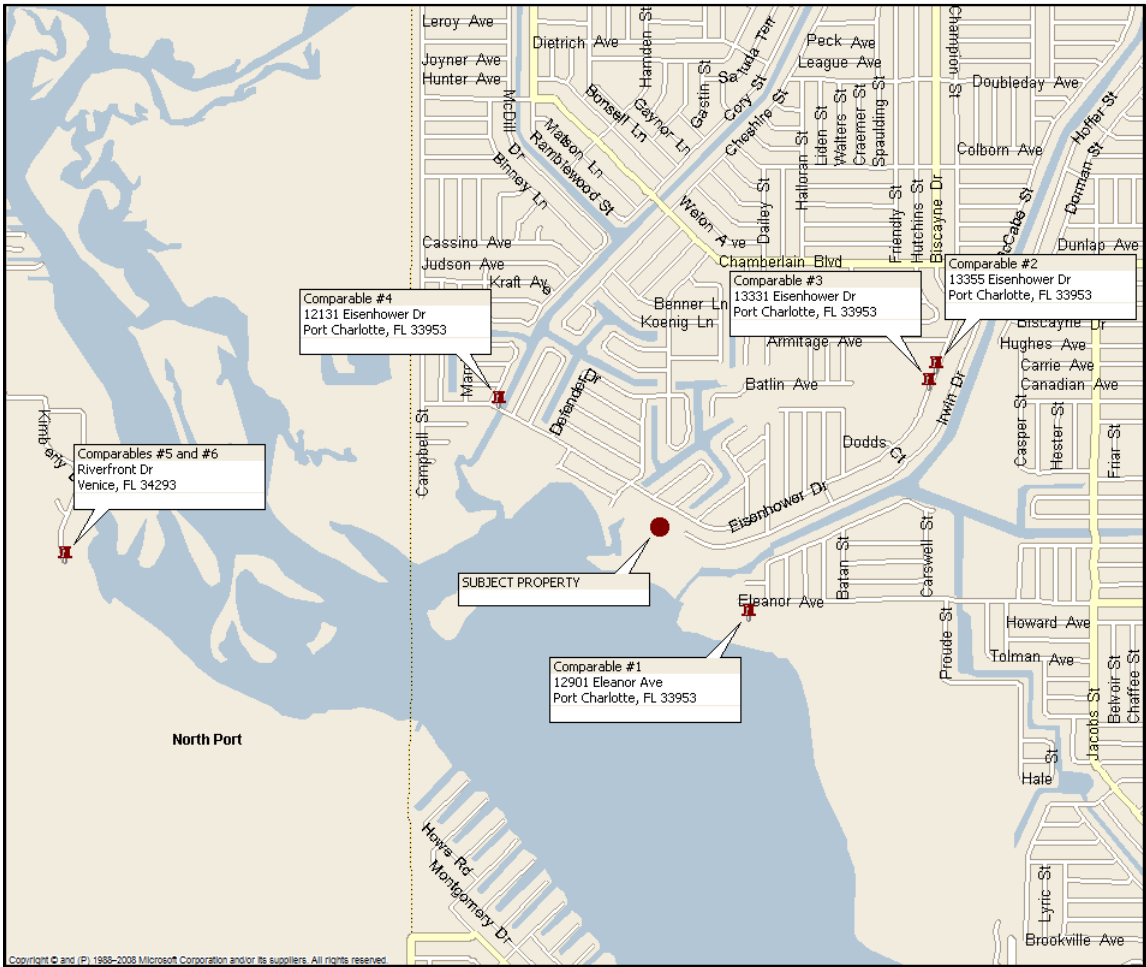 Leroy Ave
Joyner Ave
Hunter Ave
Dietrich Ave
Hamden St
Saluda Terr
Peck Ave
League Ave
Champion St
Doubleday Ave
Hoffer St
McDill Dr
Bonsell Ln
Gaynor Ln
Gastin St
Cory St
Cheshire St
Matson Ln
Ramblewood St
Binney Ln
Halloran St
Liden St
Walters St
Craemer St
Spaulding St
Colborn Ave
Dorman St
Welon Ave
Dailey St
Friendly St
Hutchins St
Biscayne Dr
McCabe St
Dunlap Ave
Cassino Ave
Judson Ave
Kraft Ave
Chamberlain Blvd
Comparable #4
12131 Eisenhower Dr
Port Charlotte, FL 33953
Comparable #3
13331 Eisenhower Dr
Port Charlotte, FL 33953
Comparable #2
13355 Eisenhower Dr
Port Charlotte, FL 33953
Benner Ln
Koenig Ln
Armitage Ave
Biscayne Dr
Hughes Ave
Carrie Ave
Canadian Ave
Batlin Ave
Irwin Dr
Defender Dr
Campbell St
Kimberly
Comparables #5 and #6
Riverfront Dr
Venice, FL 34293
Dodds Ct
Casper St
Hester St
Friar St
Eisenhower Dr
SUBJECT PROPERTY
Batan St
Carswell St
Eleanor Ave
Howard Ave
Tolman Ave
Proude St
Belvoir St
Chaffee St
Jacobs St
Comparable #1
12901 Eleanor Ave
Port Charlotte, FL 33953
North Port
Hale St
Howe Rd
Montgomery Dr
Lyric St
Brookville Ave
Copyright © and (P) 1988–2008 Microsoft Corporation and/or its suppliers. All rights reserved.